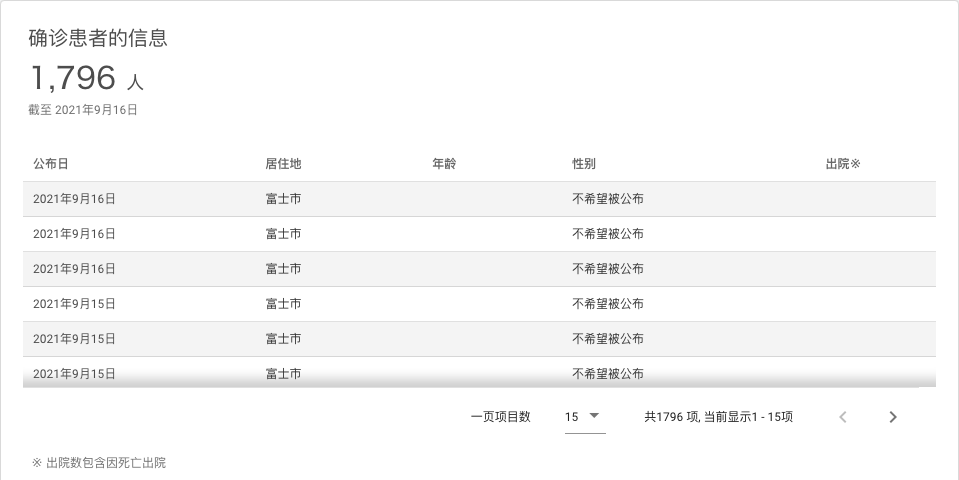 确诊患者的信息
1,796 人
截至 2021年9月16日
公布日 居住地 年龄 性别 出院※
2021年9月16日 富士市 不希望被公布
2021年9月16日 富士市 不希望被公布
2021年9月16日 富士市 不希望被公布
2021年9月15日 富士市 不希望被公布
2021年9月15日 富士市 不希望被公布
2021年9月15日 富士市 不希望被公布
一页项目数 15 共1796 项, 当前显示1 - 15项
※ 出院数包含因死亡出院